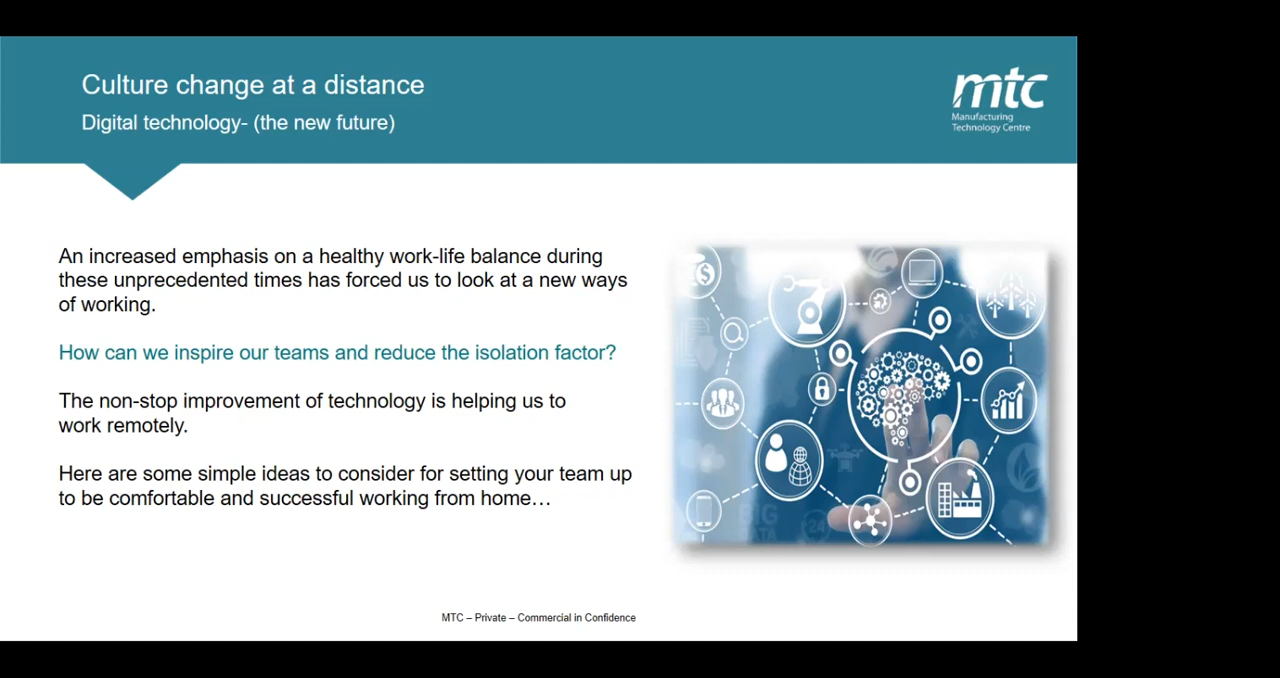 Culture change at a distance
Digital technology- (the new future)
mtc
Manufacturing
Technology Centre
An increased emphasis on a healthy work-life balance during
these unprecedented times has forced us to look at a new ways
of working.
How can we inspire our teams and reduce the isolation factor?
The non-stop improvement of technology is helping us to
work remotely.
Here are some simple ideas to consider for setting your team up
to be comfortable and successful working from home…
BIG
DATA
24
MTC – Private – Commercial in Confidence